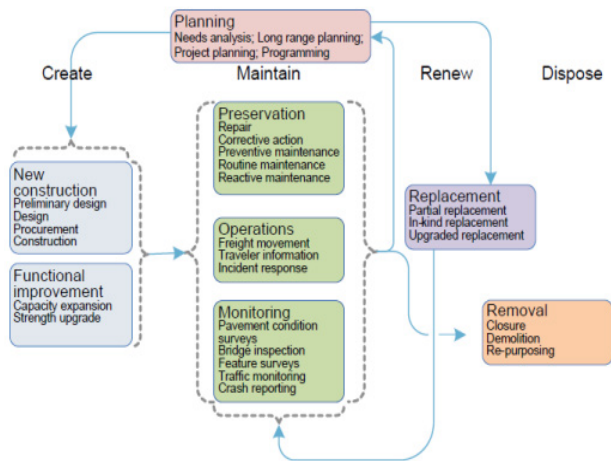 Planning
Needs analysis; Long range planning;
Project planning; Programming
Create
Maintain
Renew
Dispose
Preservation
Repair
Corrective action
Preventive maintenance
Routine maintenance
Reactive maintenance
New
construction
Preliminary design
Design
Procurement
Construction
Replacement
Partial replacement
In-kind replacement
Upgraded replacement
Operations
Freight movement
Traveler information
Incident response
Functional
improvement
Capacity expansion
Strength upgrade
Monitoring
Pavement condition
surveys
Bridge inspection
Feature surveys
Traffic monitoring
Crash reporting
Removal
Closure
Demolition
Re-purposing